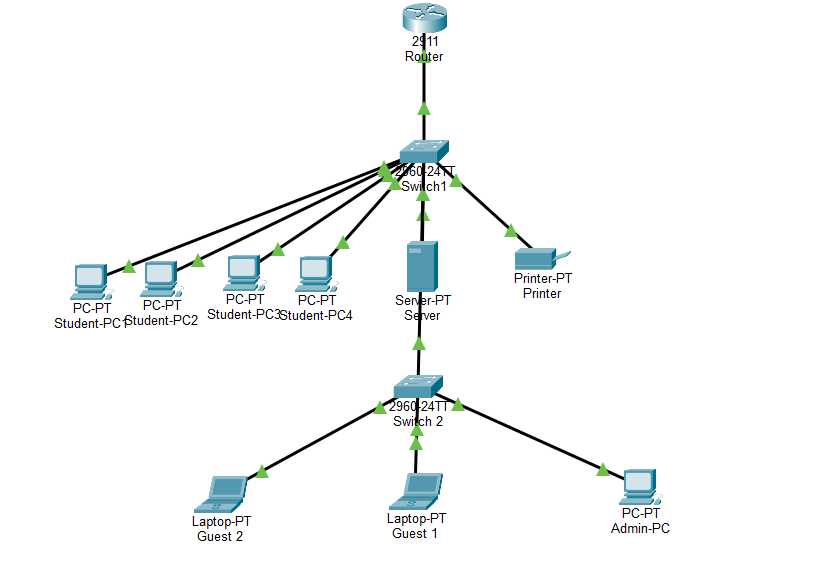 2911
Router
2960-24TT
Switch1
PC-PT
Student-PC1
PC-PT
Student-PC2
PC-PT
Student-PC3
PC-PT
Student-PC4
Server-PT
Server
Printer-PT
Printer
2960-24TT
Switch 2
Laptop-PT
Guest 2
Laptop-PT
Guest 1
PC-PT
Admin-PC